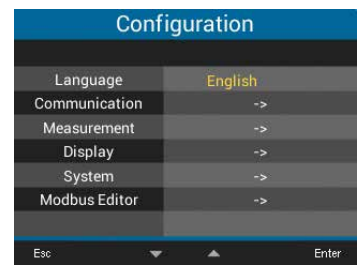 Configuration
Language English
Communication ->
Measurement ->
Display ->
System ->
Modbus Editor ->
Esc Enter